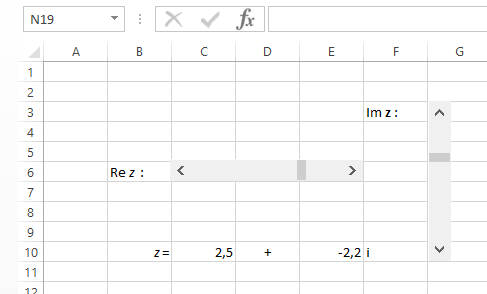 N19 fx
A B C D E F G
1
2
3 Im z :
4
5
6 Re z :
7
8
9
10 z = 2,5 + -2,2 i
11
12